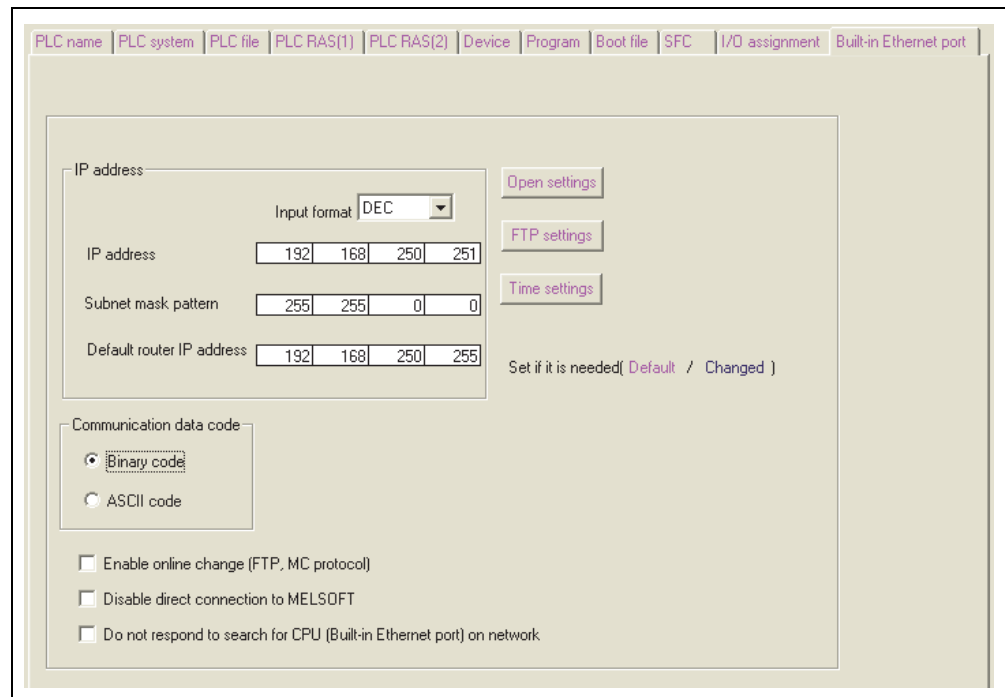 PLC name PLC system PLC file PLC RAS(1) PLC RAS(2) Device Program Boot file SFC I/O assignment Built-in Ethernet port
IP address
Input format DEC
IP address 192 168 250 251
Subnet mask pattern 255 255 0 0
Default router IP address 192 168 250 255
Open settings
FTP settings
Time settings
Set if it is needed( Default / Changed )
Communication data code
Binary code
ASCII code
Enable online change (FTP, MC protocol)
Disable direct connection to MELSOFT
Do not respond to search for CPU (Built-in Ethernet port) on network